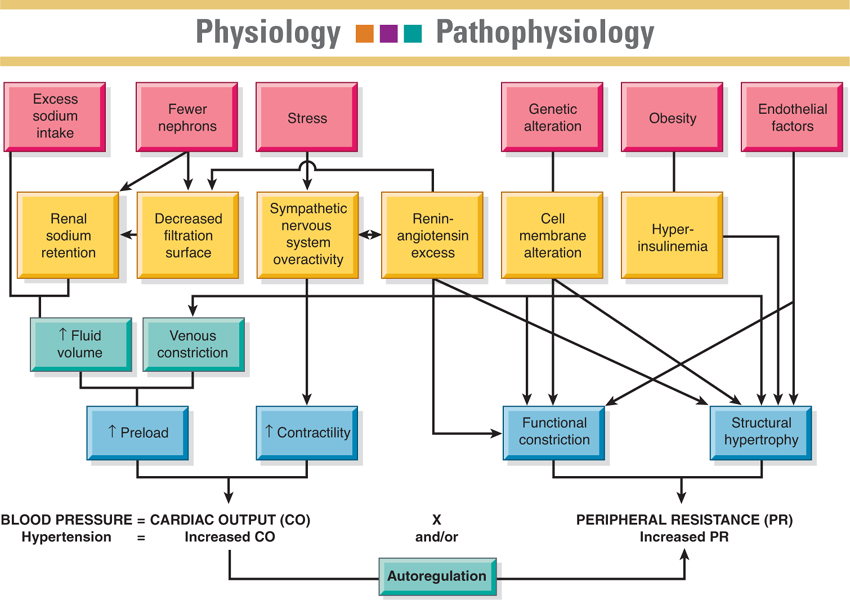 Physiology Pathophysiology
Excess
sodium
intake
Fewer
nephrons
Stress
Genetic
alteration
Obesity
Endothelial
factors
Renal
sodium
retention
Decreased
filtration
surface
Sympathetic
nervous
system
overactivity
Renin-
angiotensin
excess
Cell
membrane
alteration
Hyper-
insulinemia
↑ Fluid
volume
Venous
constriction
↑ Preload
↑ Contractility
Functional
constriction
Structural
hypertrophy
BLOOD PRESSURE = CARDIAC OUTPUT (CO) X PERIPHERAL RESISTANCE (PR)
Hypertension = Increased CO and/or Increased PR
Autoregulation